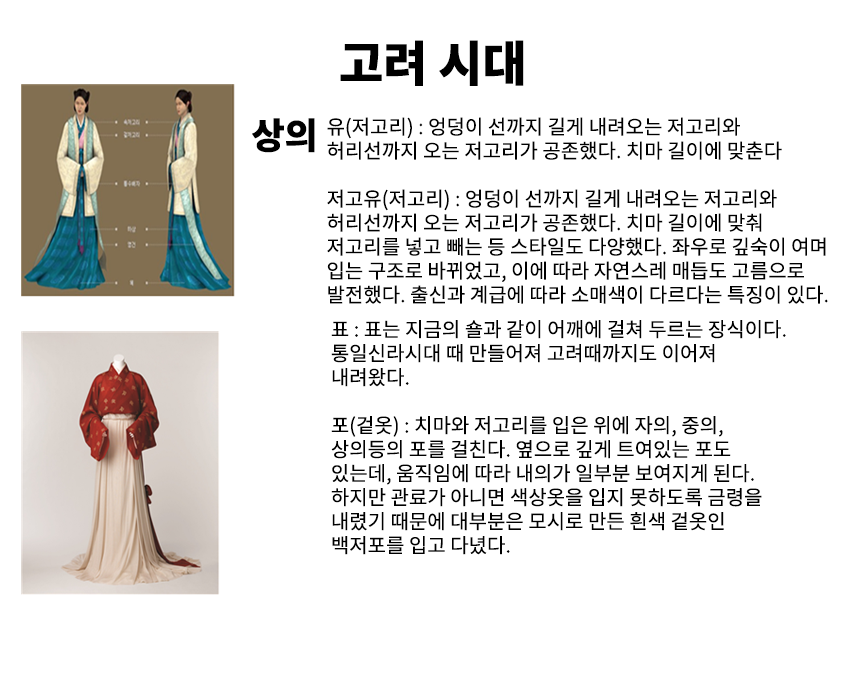 고려 시대
상의
유(저고리) : 엉덩이 선까지 길게 내려오는 저고리와
허리선까지 오는 저고리가 공존했다. 치마 길이에 맞춘다
저고유(저고리) : 엉덩이 선까지 길게 내려오는 저고리와
허리선까지 오는 저고리가 공존했다. 치마 길이에 맞춰
저고리를 넣고 빼는 등 스타일도 다양했다. 좌우로 깊숙이 여며
입는 구조로 바뀌었고, 이에 따라 자연스레 매듭도 고름으로
발전했다. 출신과 계급에 따라 소매색이 다르다는 특징이 있다.
표 : 표는 지금의 숄과 같이 어깨에 걸쳐 두르는 장식이다.
통일신라시대 때 만들어져 고려때까지도 이어져
내려왔다.
포(겉옷) : 치마와 저고리를 입은 위에 자의, 중의,
상의등의 포를 걸친다. 옆으로 깊게 트여있는 포도
있는데, 움직임에 따라 내의가 일부분 보여지게 된다.
하지만 관료가 아니면 색상옷을 입지 못하도록 금령을
내렸기 때문에 대부분은 모시로 만든 흰색 겉옷인
백저포를 입고 다녔다.